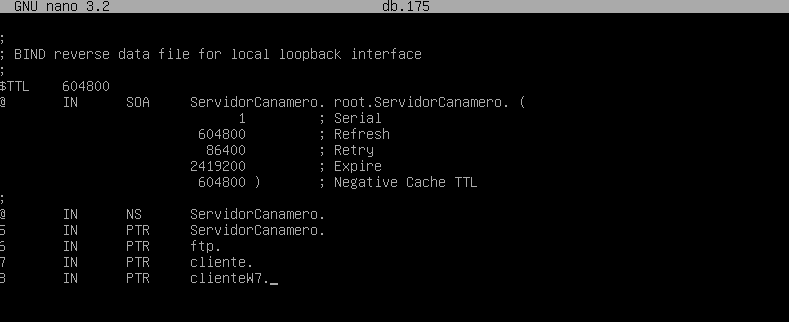 GNU nano 3.2 db.175
;
; BIND reverse data file for local loopback interface
;
$TTL 604800
@ IN SOA ServidorCanamero. root.ServidorCanamero. (
1 ; Serial
604800 ; Refresh
86400 ; Retry
2419200 ; Expire
604800 ) ; Negative Cache TTL
;
@ IN NS ServidorCanamero.
5 IN PTR ServidorCanamero.
6 IN PTR ftp.
7 IN PTR cliente.
8 IN PTR clienteW7.